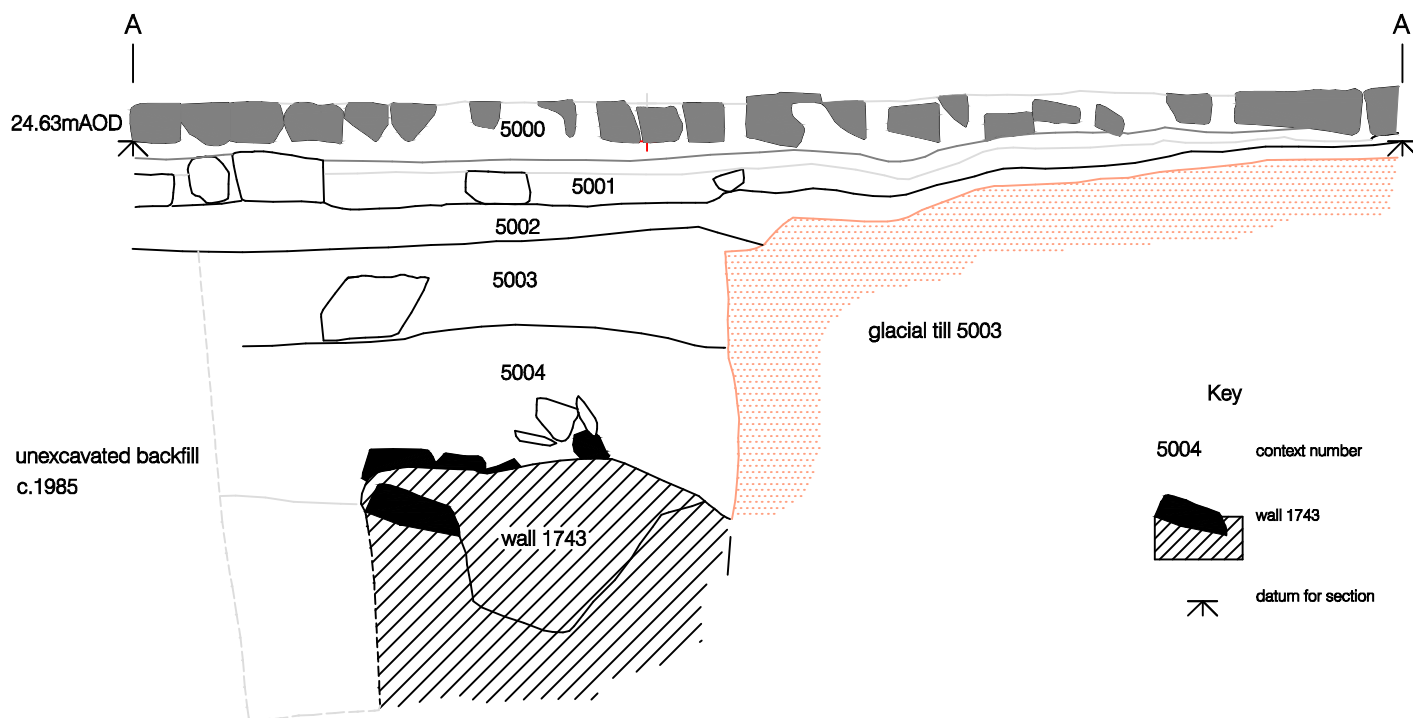 A A
24.63mAOD
5000
5001
5002
5003
glacial till 5003
5004
Key
5004 context number
unexcavated backfill
c.1985
wall 1743
wall 1743
datum for section